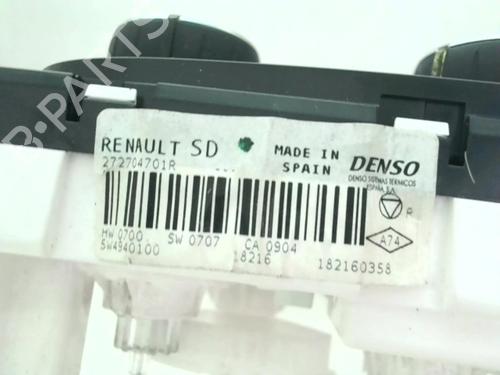 B-PARTS
RENAULT SD
MADE IN
SPAIN
DENSO
DENSO SISTEMAS TERMICOS
ESPAÑA, S.A.
272704701R
R
A74
HW 0700 SW 0707 CA 0904
SW4940100 18216 182160358